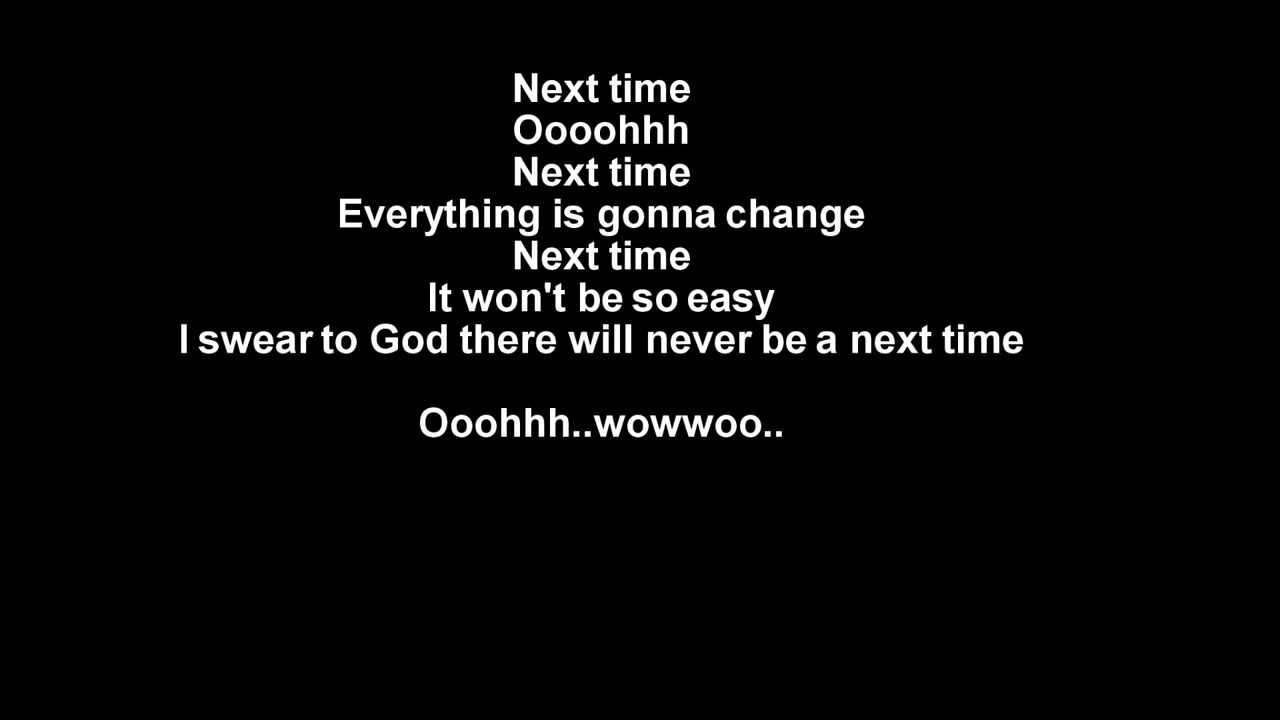 Next time
Oooohhh
Next time
Everything is gonna change
Next time
It won't be so easy
I swear to God there will never be a next time
Ooohhh..wowwoo..